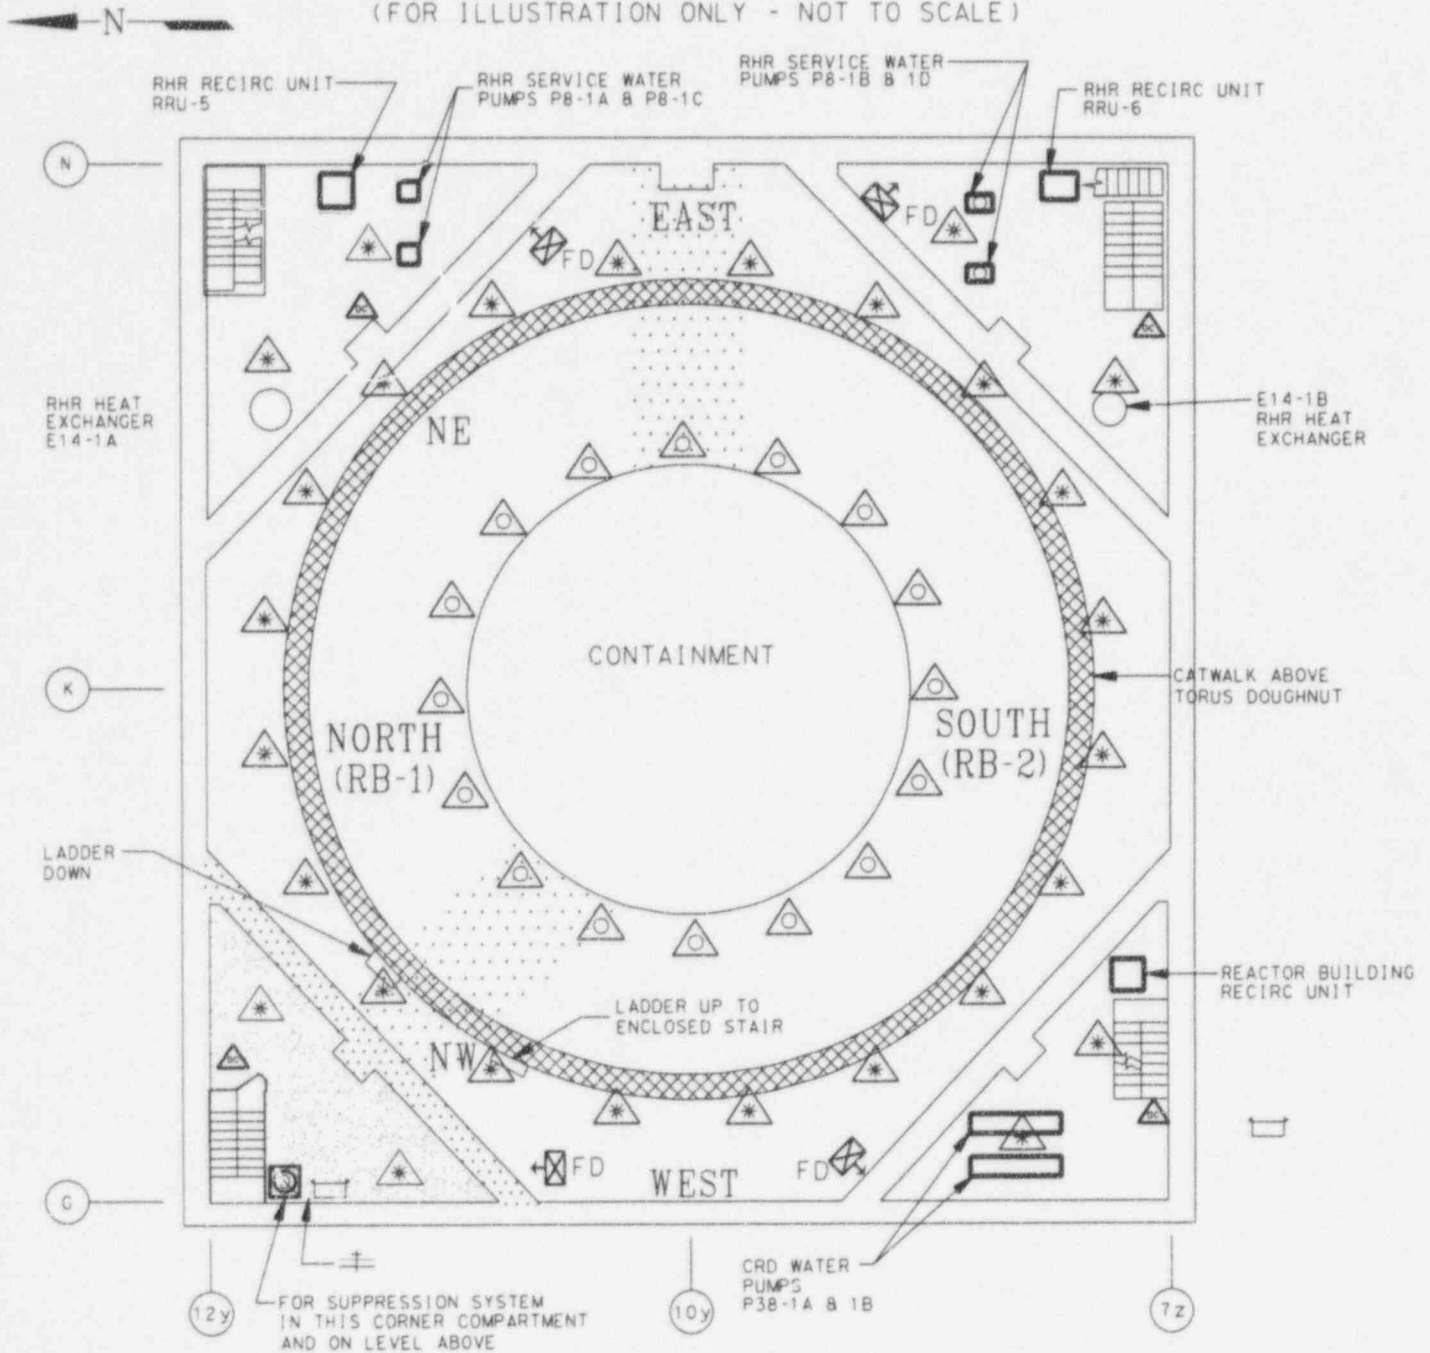 (FOR ILLUSTRATION ONLY - NOT TO SCALE)
N
RHR RECIRC UNIT
RRU-5
RHR SERVICE WATER
PUMPS P8-1A & P8-1C
RHR SERVICE WATER
PUMPS P8-1B & 1D
RHR RECIRC UNIT
RRU-6
N
EAST
FD
FD
DC
DC
RHR HEAT
EXCHANGER
E14-1A
NE
E14-1B
RHR HEAT
EXCHANGER
CONTAINMENT
K
CATWALK ABOVE
TORUS DOUGHNUT
NORTH
(RB-1)
SOUTH
(RB-2)
LADDER
DOWN
REACTOR BUILDING
RECIRC UNIT
LADDER UP TO
ENCLOSED STAIR
NW
DC
DC
FD
FD
WEST
G
CRD WATER
PUMPS
P38-1A & 1B
12y
10y
7z
FOR SUPPRESSION SYSTEM
IN THIS CORNER COMPARTMENT
AND ON LEVEL ABOVE